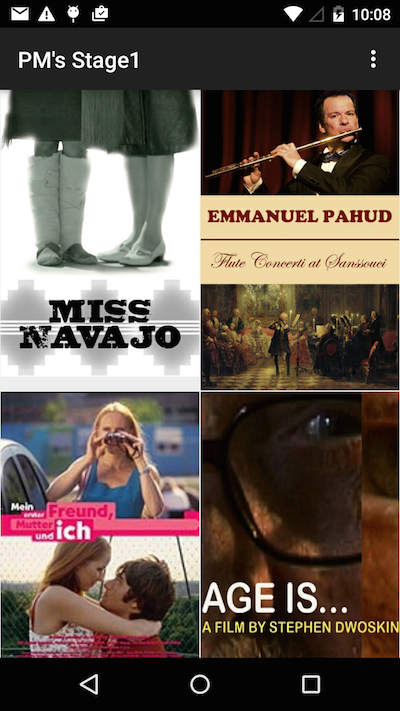 10:08
PM's Stage1
MISS
NAVAJO
EMMANUEL PAHUD
Flute Concerti at Sanssouci
Mein
erster
Freund,
Mutter
und ich
AGE IS...
A FILM BY STEPHEN DWOSKIN